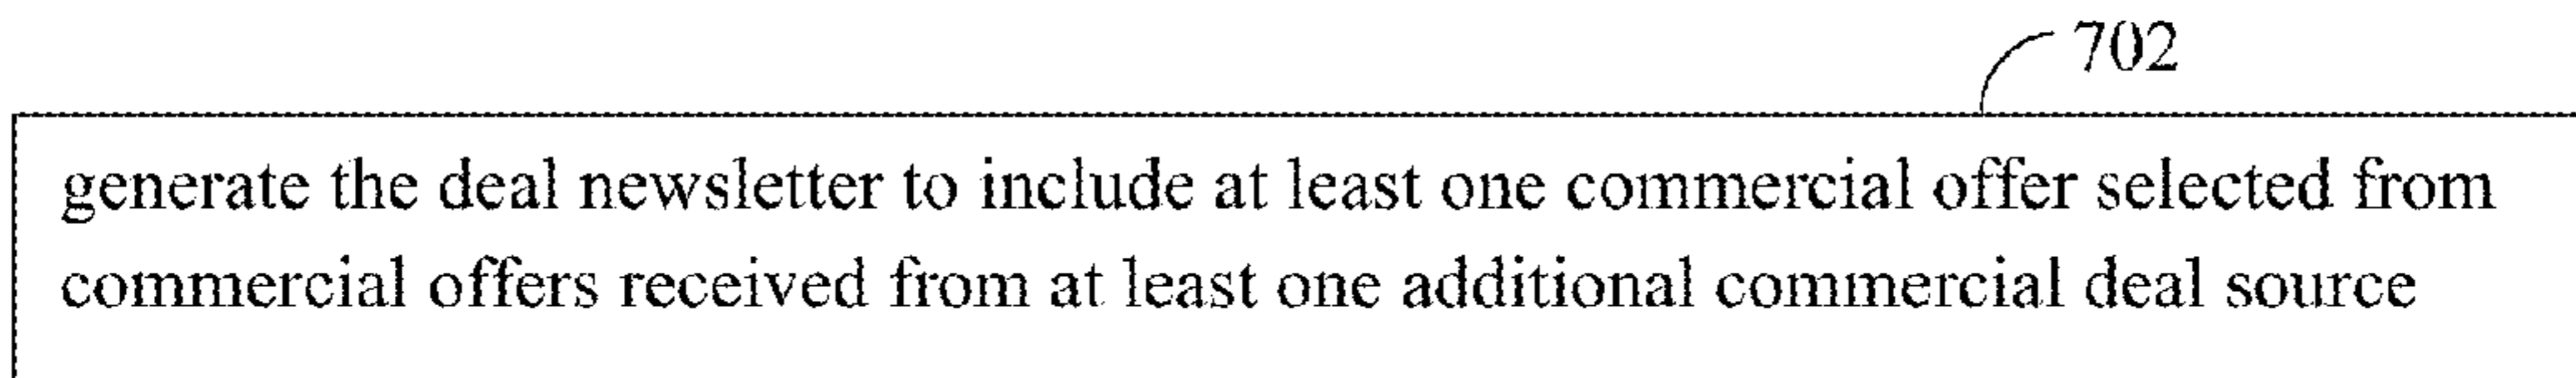 702
generate the deal newsletter to include at least one commercial offer selected from
commercial offers received from at least one additional commercial deal source